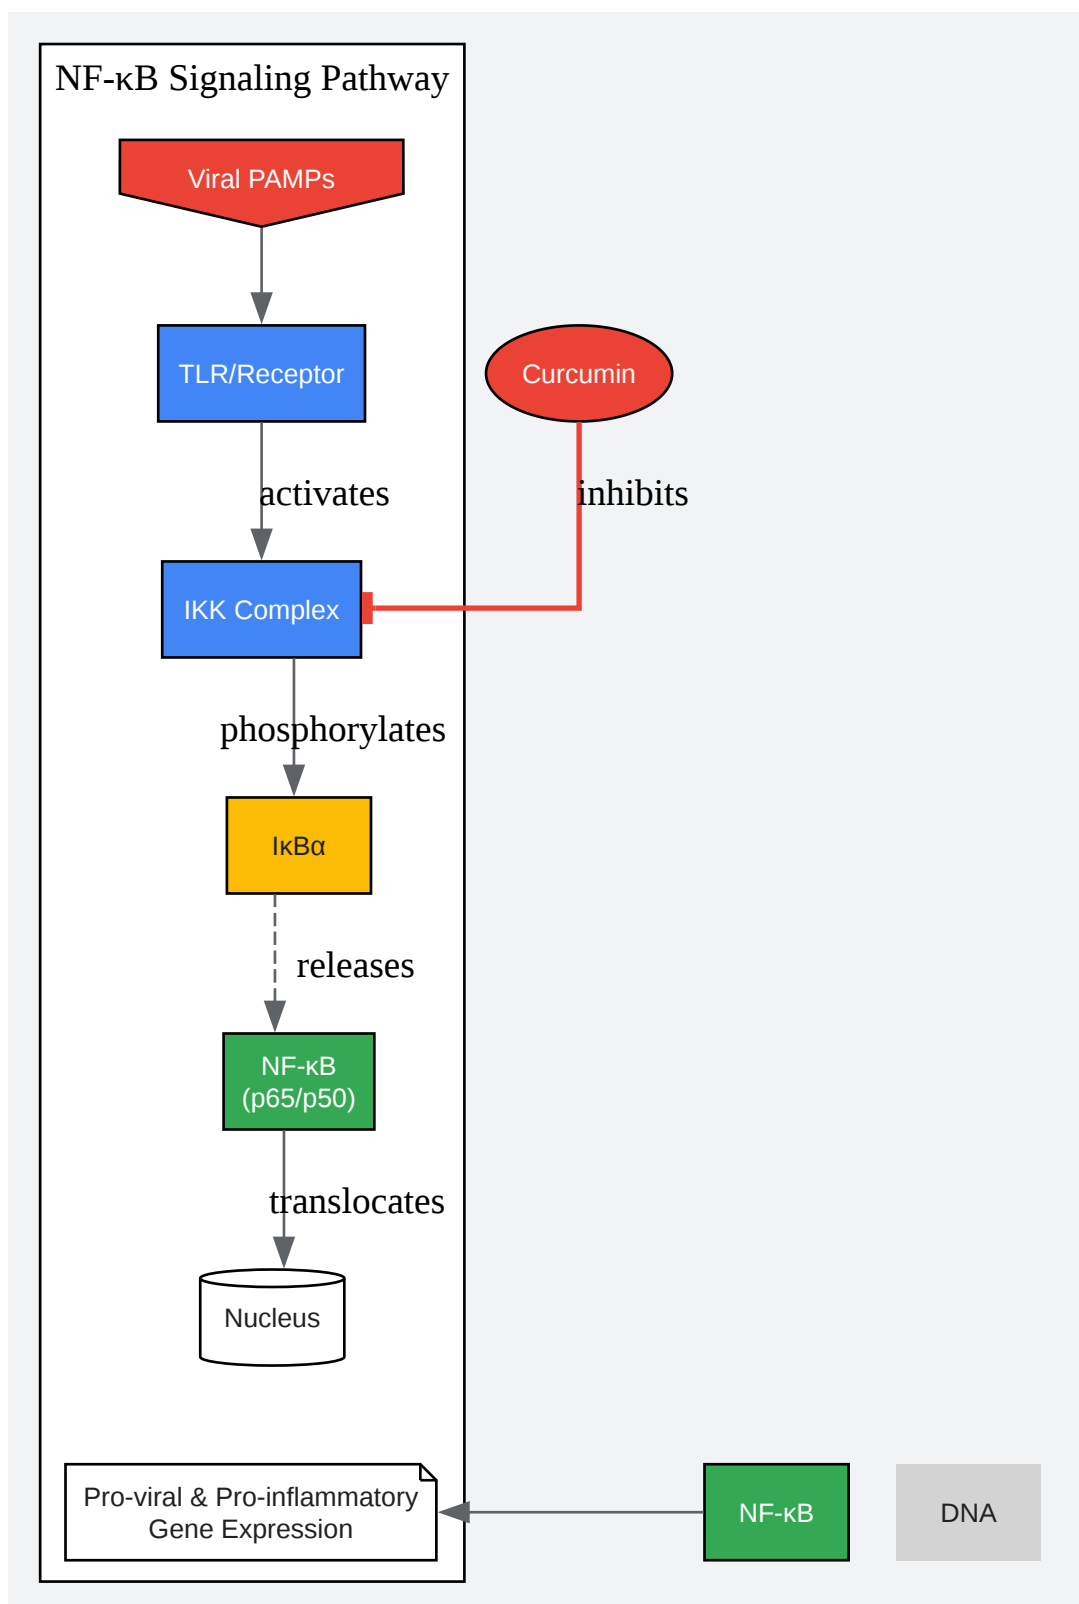 NF-κB Signaling Pathway
Viral PAMPs
TLR/Receptor
Curcumin
activates
inhibits
IKK Complex
phosphorylates
IκBα
releases
NF-κB
(p65/p50)
translocates
Nucleus
Pro-viral & Pro-inflammatory
Gene Expression
NF-κB
DNA